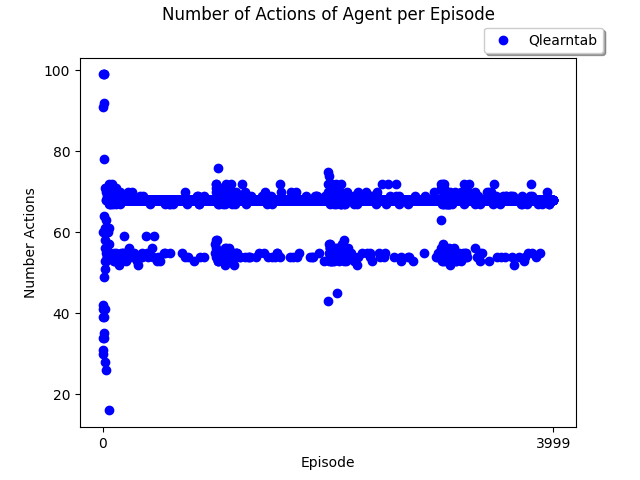 Number of Actions of Agent per Episode
Qlearntab
100
80
60
40
20
Number Actions
0
3999
Episode